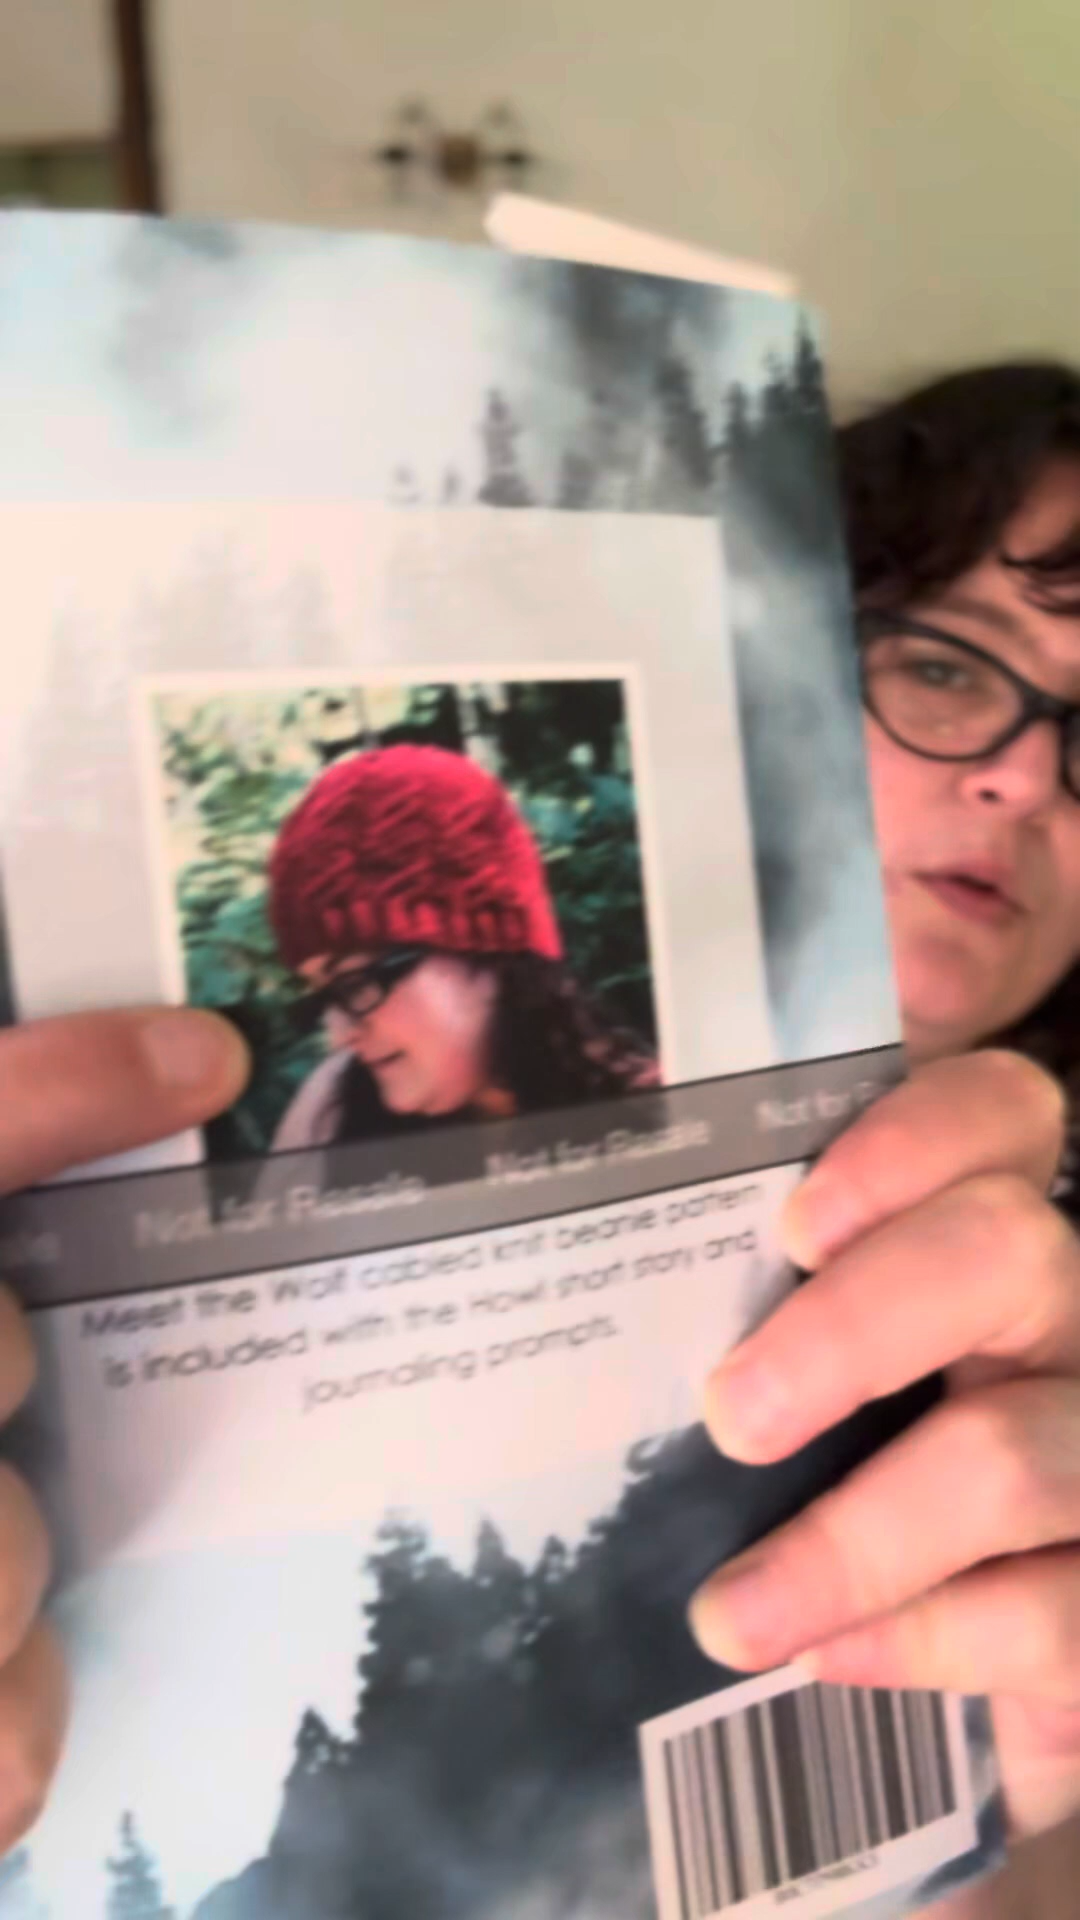 Not for Resale Not for Resale Not for
Meet the Wolf cabled knit beanie pattern
is included with the Howl short story and
journaling prompts.